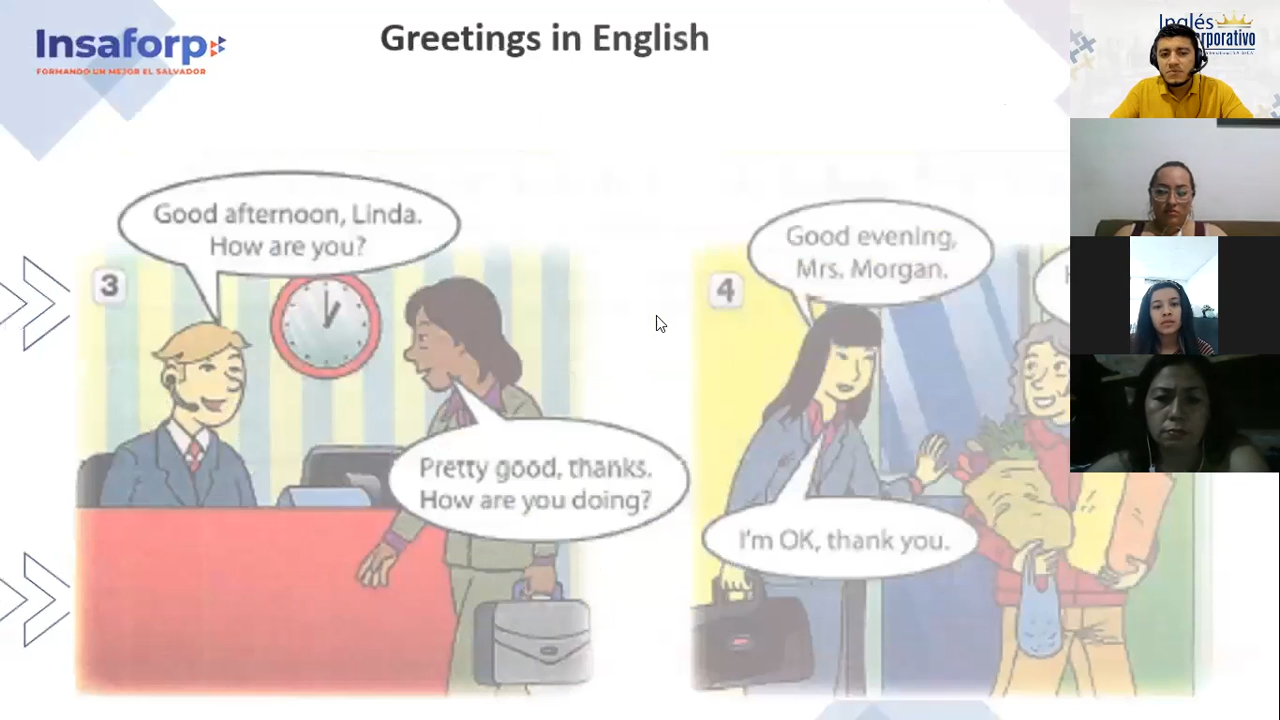 Insaforp
FORMANDO UN MEJOR EL SALVADOR
Greetings in English
Inglés
Good afternoon, Linda.
How are you?
3
Pretty good, thanks.
How are you doing?
Good evening,
Mrs. Morgan.
4
I'm OK, thank you.